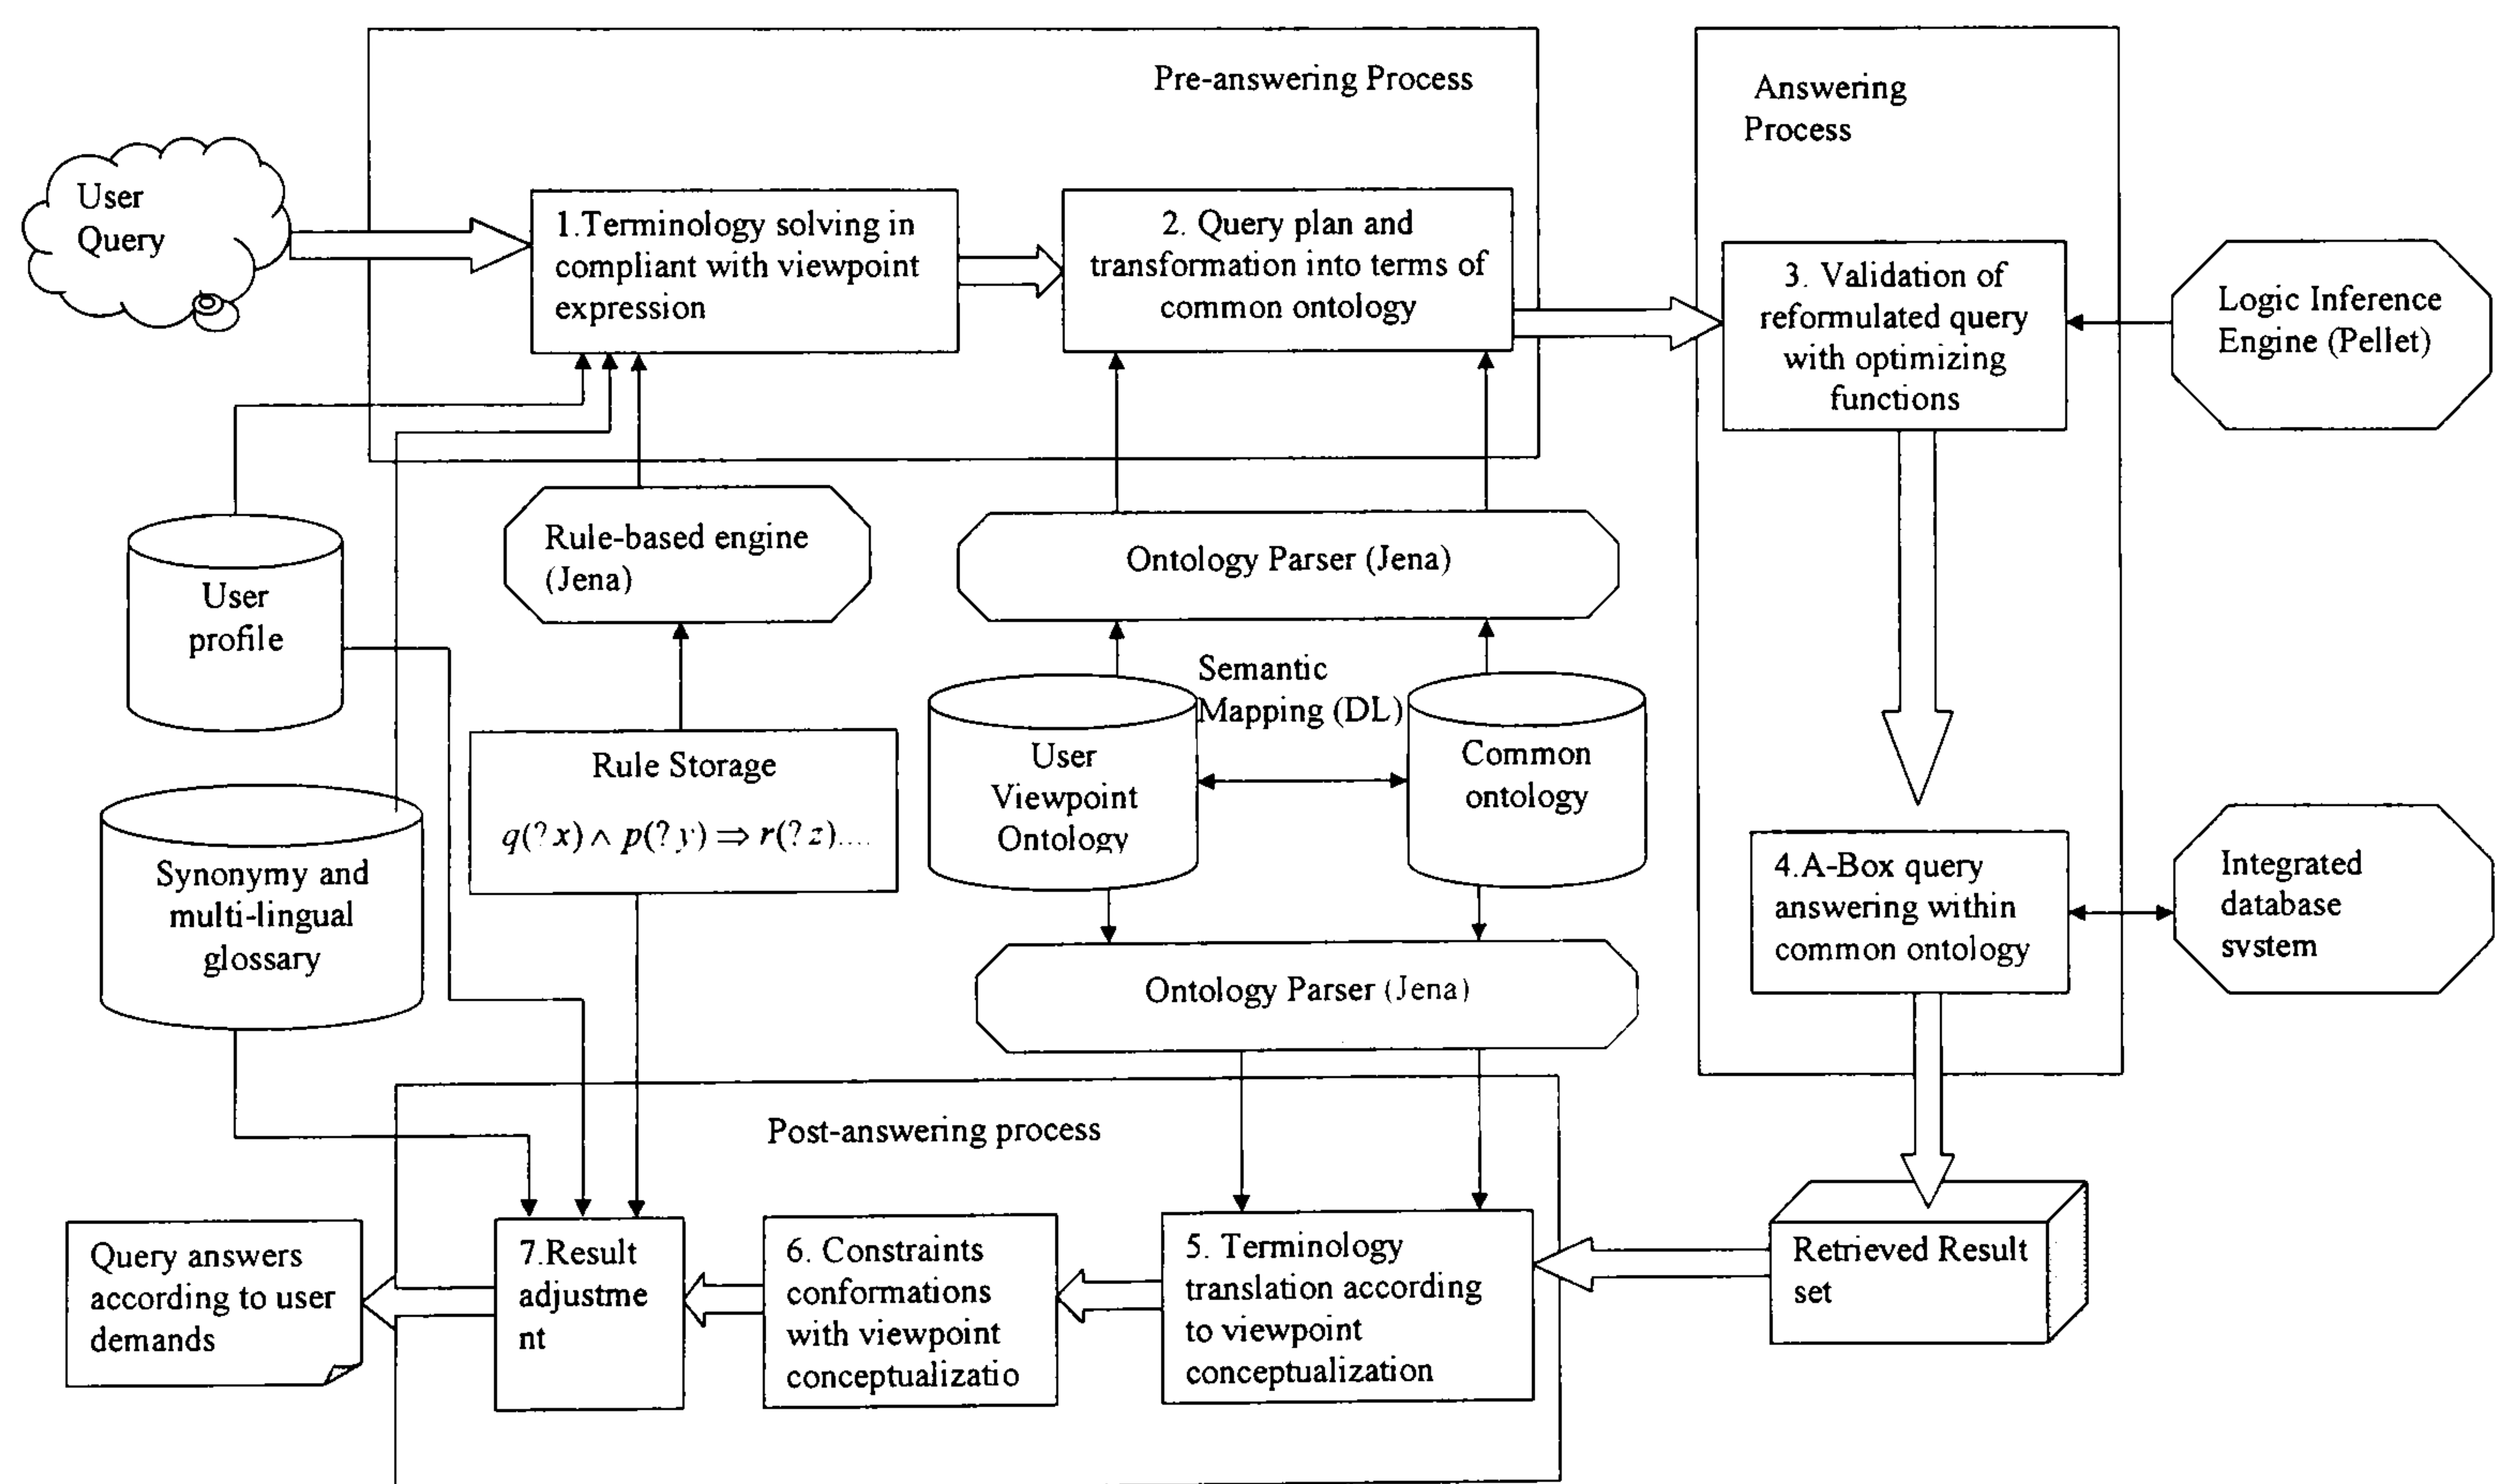 Pre-answering Process
Answering
Process
User
Query
1.Terminology solving in
compliant with viewpoint
expression
2. Query plan and
transformation into terms of
common ontology
3. Validation of
reformulated query
with optimizing
functions
Logic Inference
Engine (Pellet)
Rule-based engine
(Jena)
Ontology Parser (Jena)
User
profile
Semantic
Mapping (DL)
Rule Storage
q(? x) ∧ p(? y) ⇒ r(? z)....
User
Viewpoint
Ontology
Common
ontology
Synonymy and
multi-lingual
glossary
4.A-Box query
answering within
common ontology
Integrated
database
system
Ontology Parser (Jena)
Post-answering process
Query answers
according to user
demands
7.Result
adjustme
nt
6. Constraints
conformations
with viewpoint
conceptualizatio
5. Terminology
translation according
to viewpoint
conceptualization
Retrieved Result
set